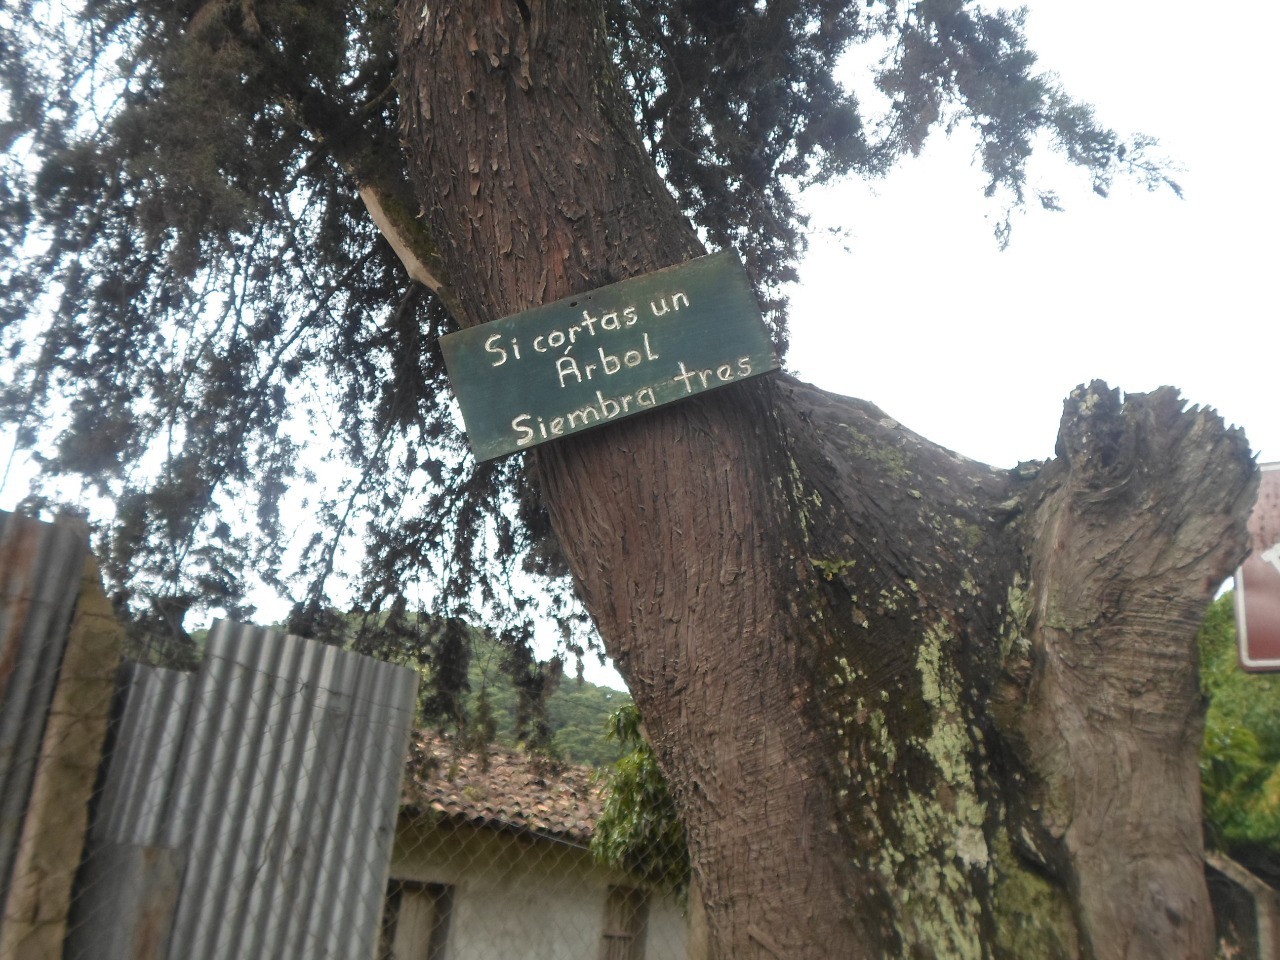 Si cortas un
Árbol
Siembra tres